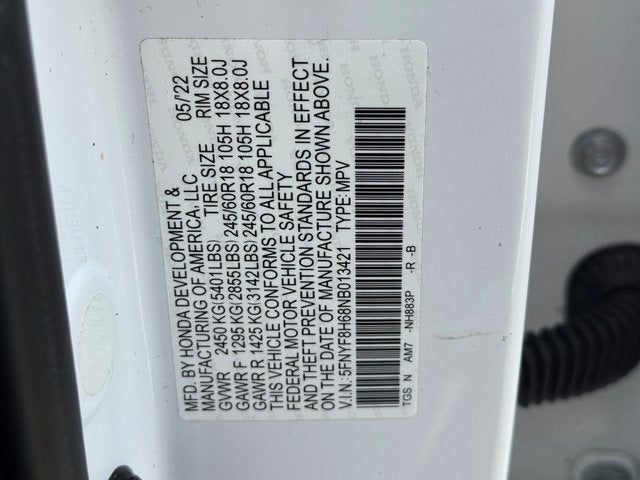 MFD. BY HONDA DEVELOPMENT & 05/'22
MANUFACTURING OF AMERICA, LLC
TIRE SIZE RIM SIZE
GVWR 2450 KG(5401LBS)
GAWR F 1295 KG(2855LBS) 245/60R18 105H 18X8.0J
GAWR R 1425 KG(3142LBS) 245/60R18 105H 18X8.0J
THIS VEHICLE CONFORMS TO ALL APPLICABLE
FEDERAL MOTOR VEHICLE SAFETY
AND THEFT PREVENTION STANDARDS IN EFFECT
ON THE DATE OF MANUFACTURE SHOWN ABOVE.
V.I.N.: 5FNYF8H68NB013421 TYPE: MPV
TGS N AM7 -NH883P -R -B